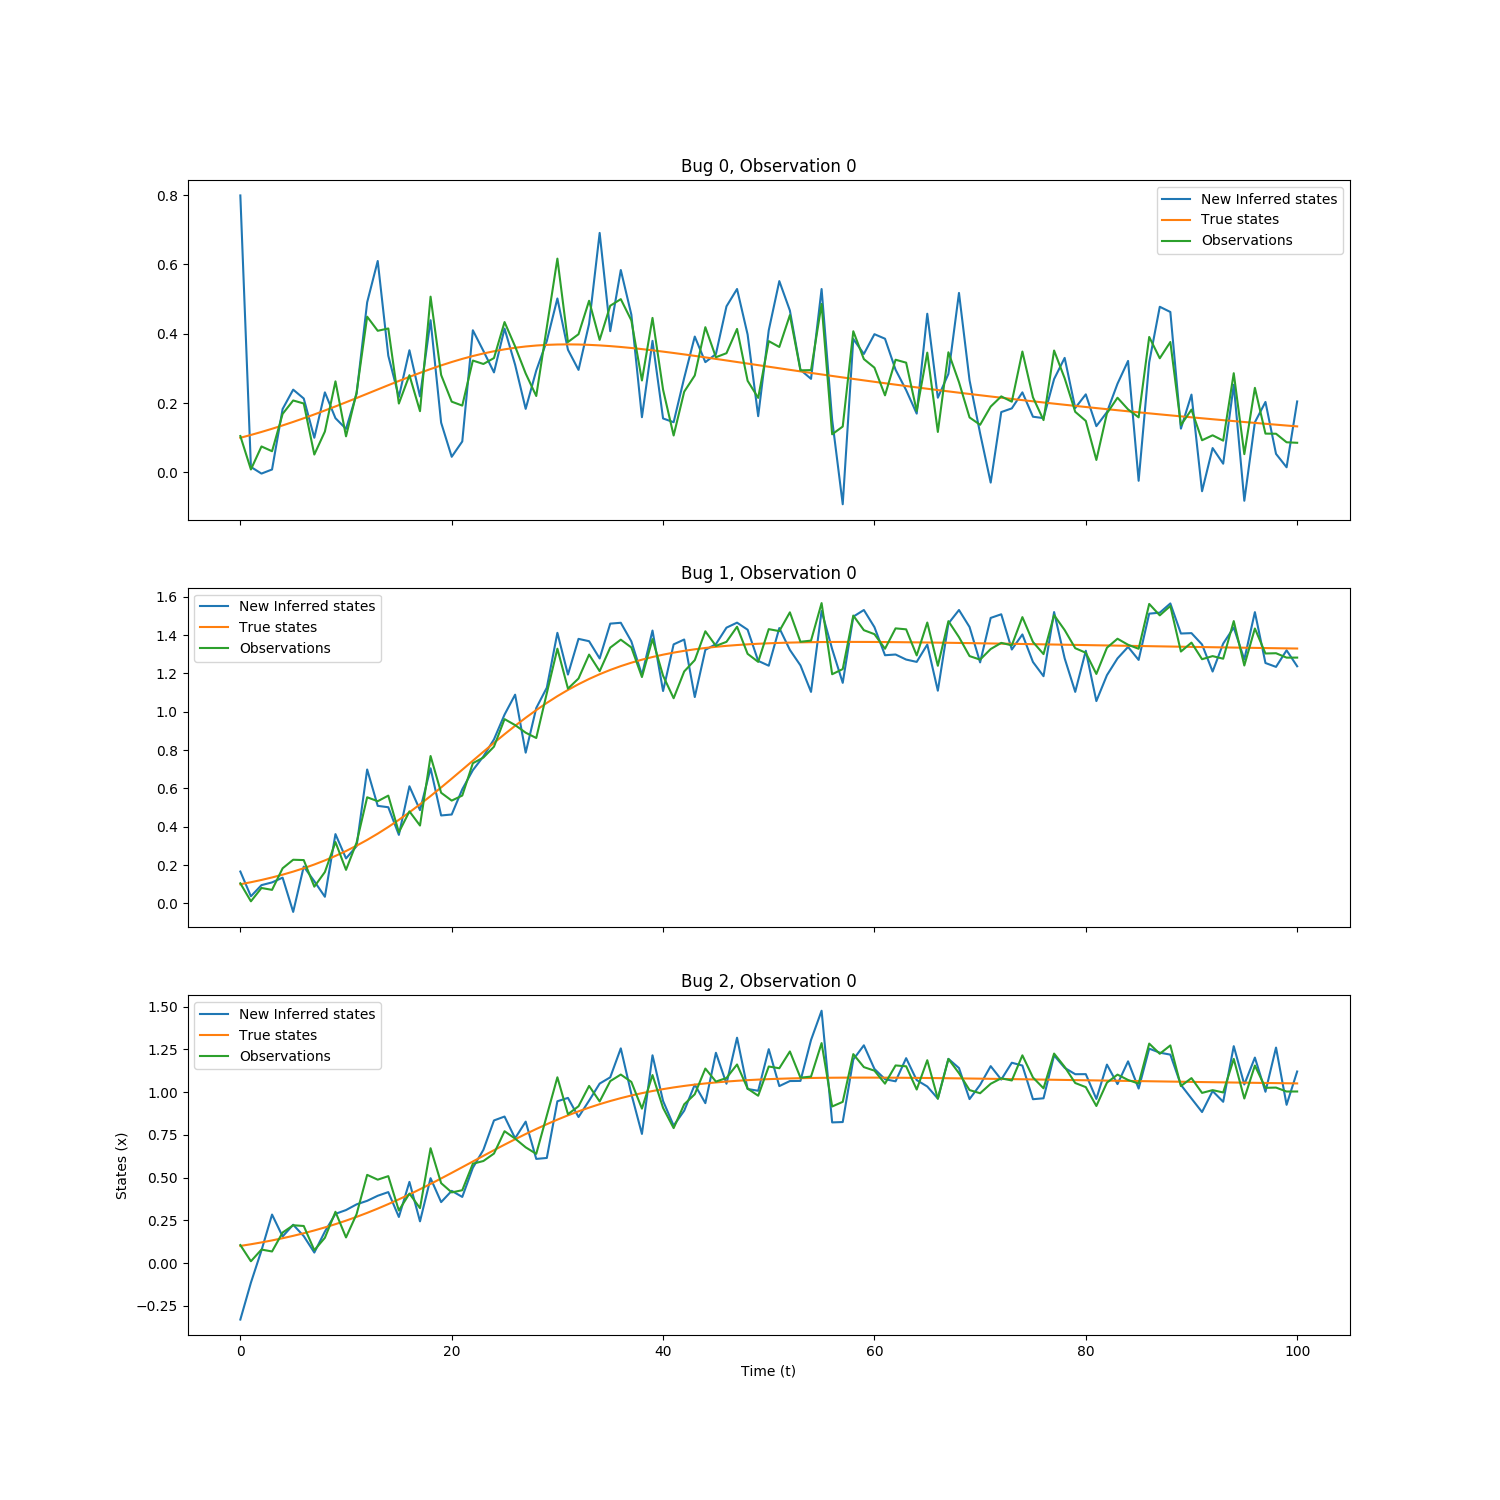 Bug 0, Observation 0
New Inferred states
True states
Observations
0.8
0.6
0.4
0.2
0.0
Bug 1, Observation 0
New Inferred states
True states
Observations
1.6
1.4
1.2
1.0
0.8
0.6
0.4
0.2
0.0
Bug 2, Observation 0
New Inferred states
True states
Observations
1.50
1.25
1.00
0.75
0.50
0.25
0.00
−0.25
States (x)
0 20 40 60 80 100
Time (t)